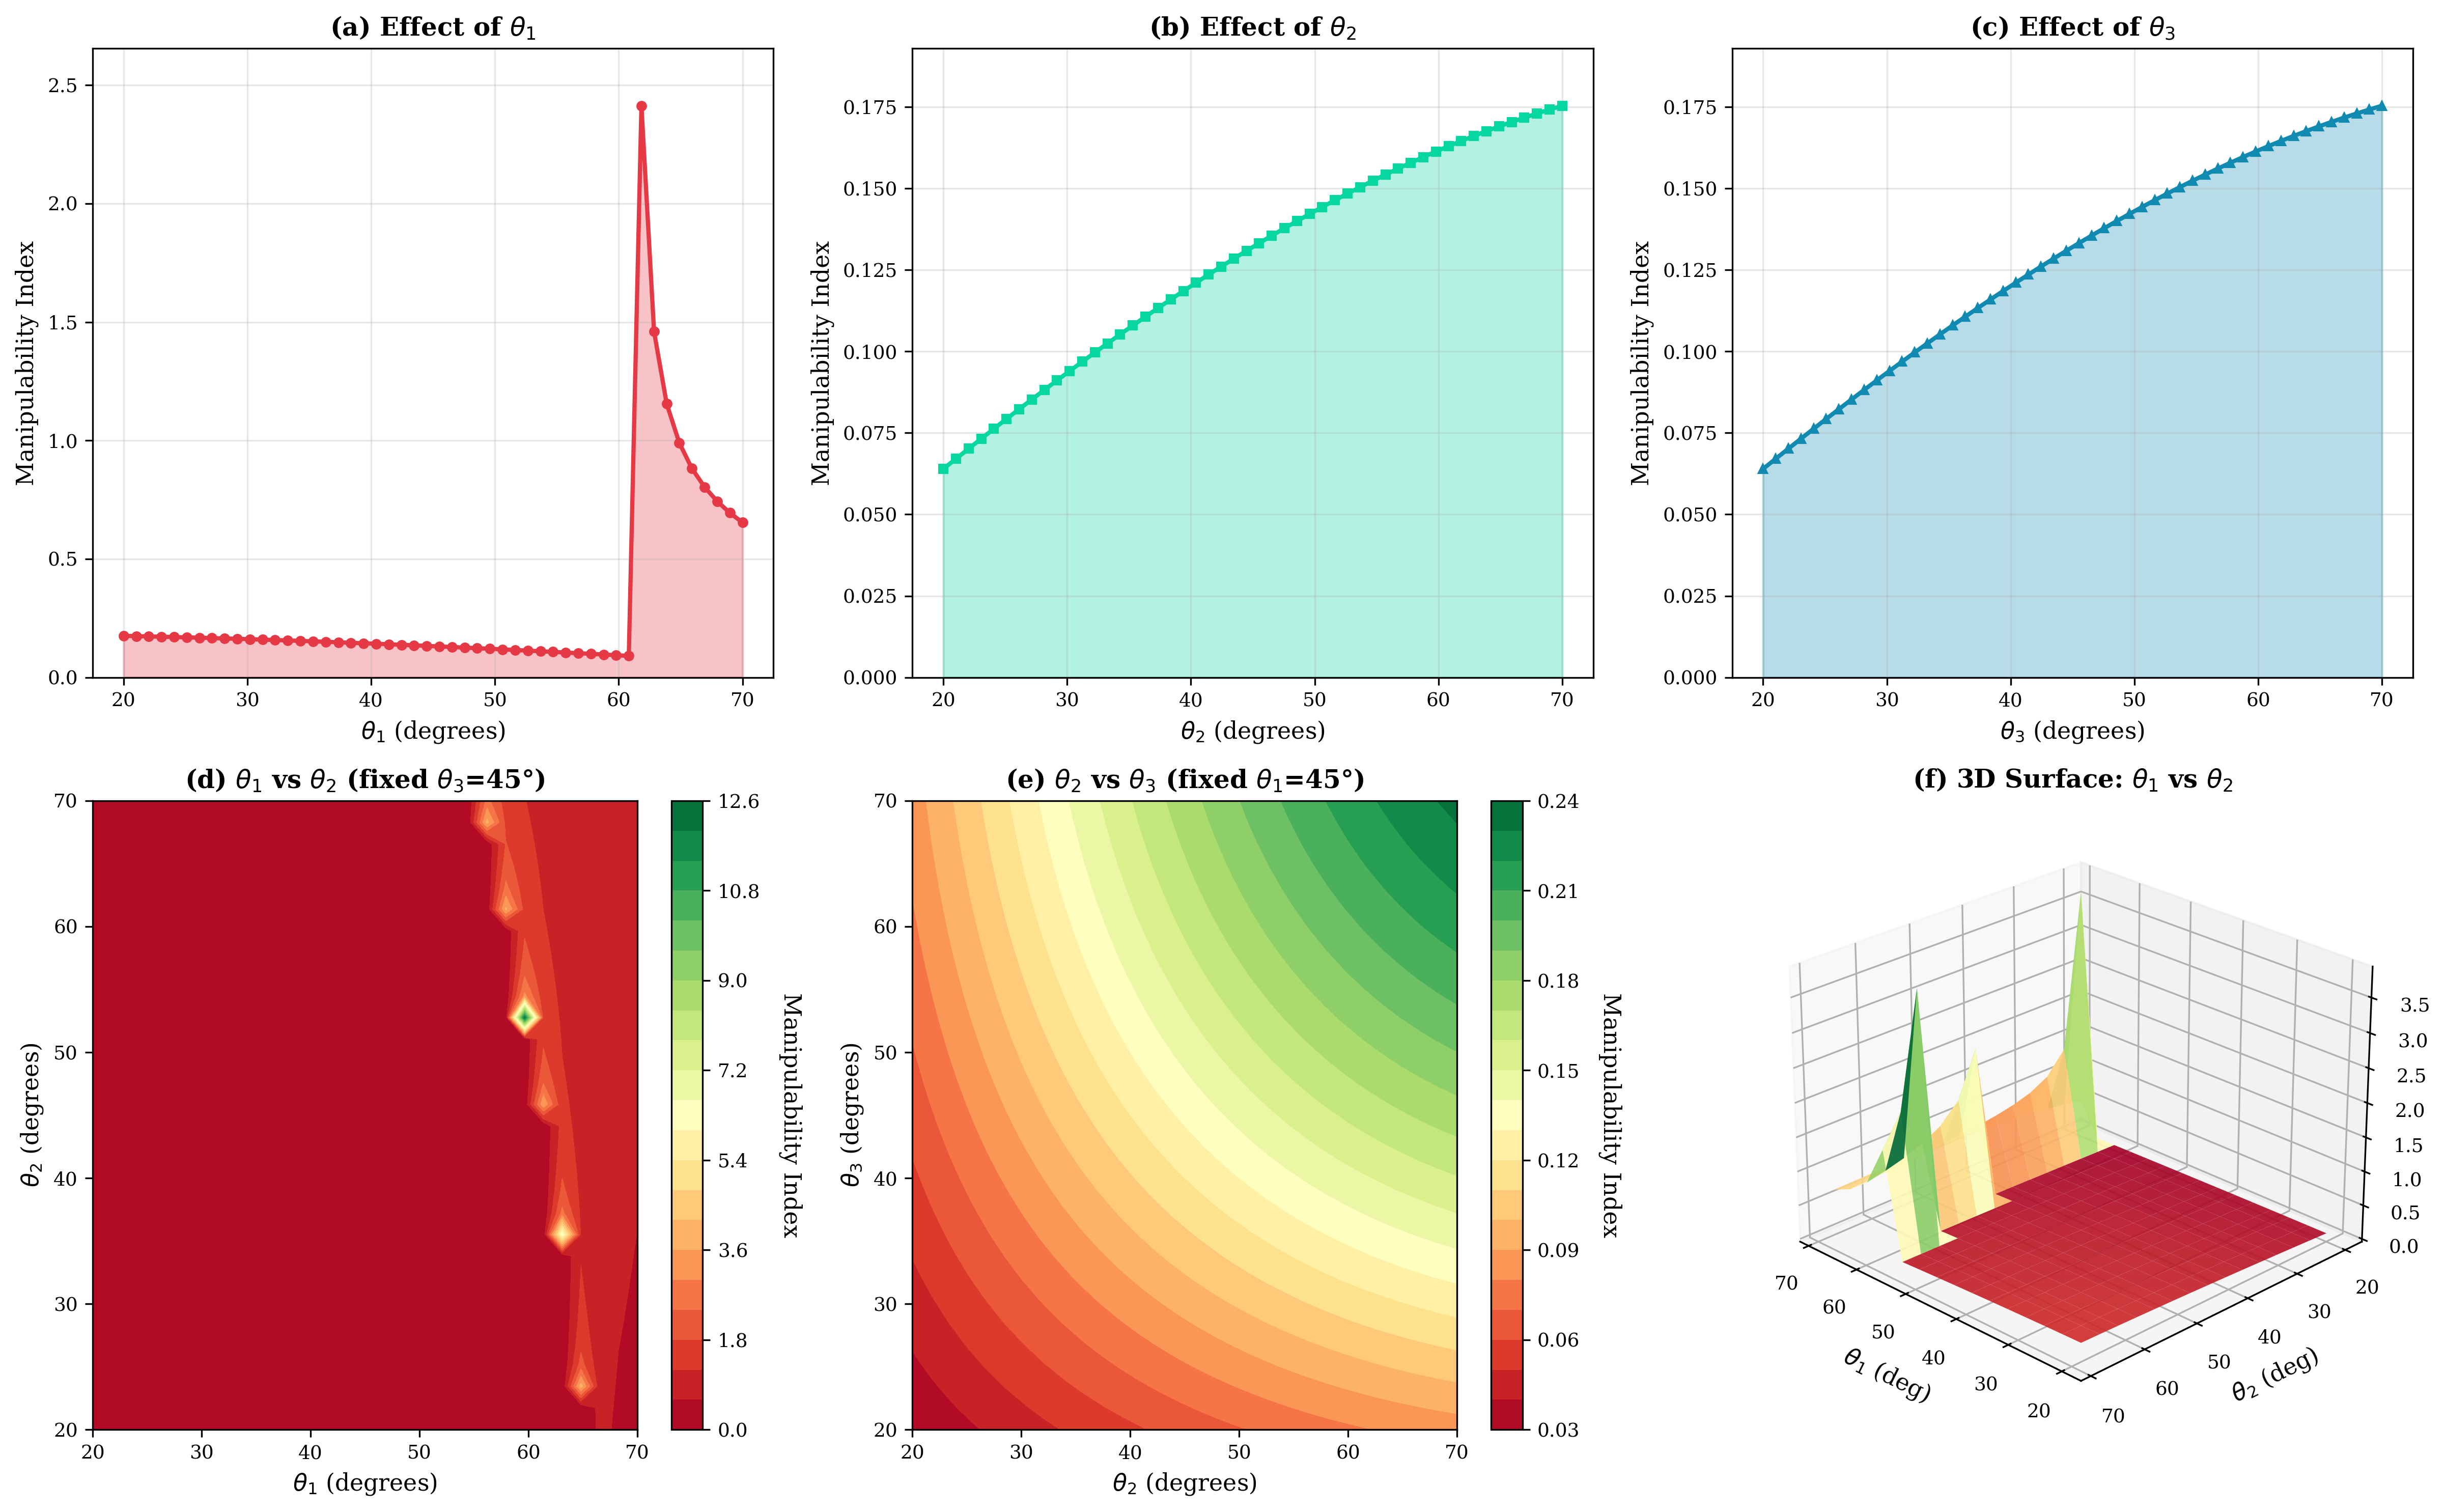 (a) Effect of θ₁
Manipulability Index
2.5
2.0
1.5
1.0
0.5
0.0
20 30 40 50 60 70
θ₁ (degrees)
(b) Effect of θ₂
Manipulability Index
0.175
0.150
0.125
0.100
0.075
0.050
0.025
0.000
20 30 40 50 60 70
θ₂ (degrees)
(c) Effect of θ₃
Manipulability Index
0.175
0.150
0.125
0.100
0.075
0.050
0.025
0.000
20 30 40 50 60 70
θ₃ (degrees)
(d) θ₁ vs θ₂ (fixed θ₃=45°)
θ₂ (degrees)
70
60
50
40
30
20
20 30 40 50 60 70
θ₁ (degrees)
12.6
10.8
9.0
7.2
5.4
3.6
1.8
0.0
Manipulability Index
(e) θ₂ vs θ₃ (fixed θ₁=45°)
θ₃ (degrees)
70
60
50
40
30
20
20 30 40 50 60 70
θ₂ (degrees)
0.24
0.21
0.18
0.15
0.12
0.09
0.06
0.03
Manipulability Index
(f) 3D Surface: θ₁ vs θ₂
3.5
3.0
2.5
2.0
1.5
1.0
0.5
0.0
70 60 50 40 30 20
θ₁ (deg)
70 60 50 40 30 20
θ₂ (deg)